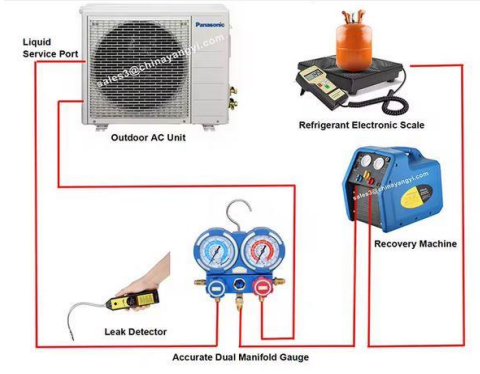 Panasonic
sales3@chinayangyi.com
Liquid
Service Port
Outdoor AC Unit
Refrigerant Electronic Scale
sales3@chinayangyi.com
Recovery Machine
Leak Detector
Accurate Dual Manifold Gauge